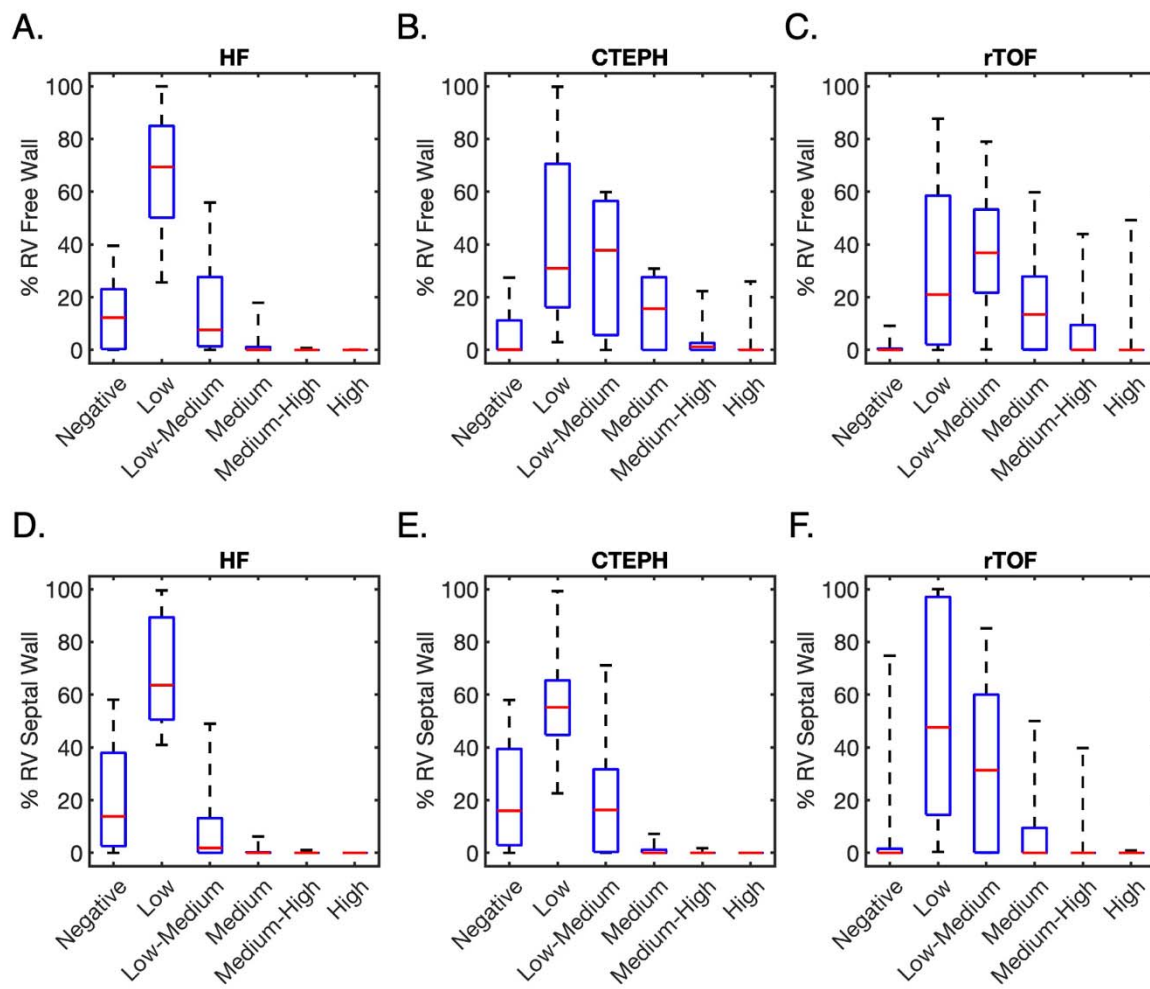 A.
HF
% RV Free Wall
100
80
60
40
20
0
Negative
Low
Low-Medium
Medium
Medium-High
High
B.
CTEPH
% RV Free Wall
100
80
60
40
20
0
Negative
Low
Low-Medium
Medium
Medium-High
High
C.
rTOF
% RV Free Wall
100
80
60
40
20
0
Negative
Low
Low-Medium
Medium
Medium-High
High
D.
HF
% RV Septal Wall
100
80
60
40
20
0
Negative
Low
Low-Medium
Medium
Medium-High
High
E.
CTEPH
% RV Septal Wall
100
80
60
40
20
0
Negative
Low
Low-Medium
Medium
Medium-High
High
F.
rTOF
% RV Septal Wall
100
80
60
40
20
0
Negative
Low
Low-Medium
Medium
Medium-High
High